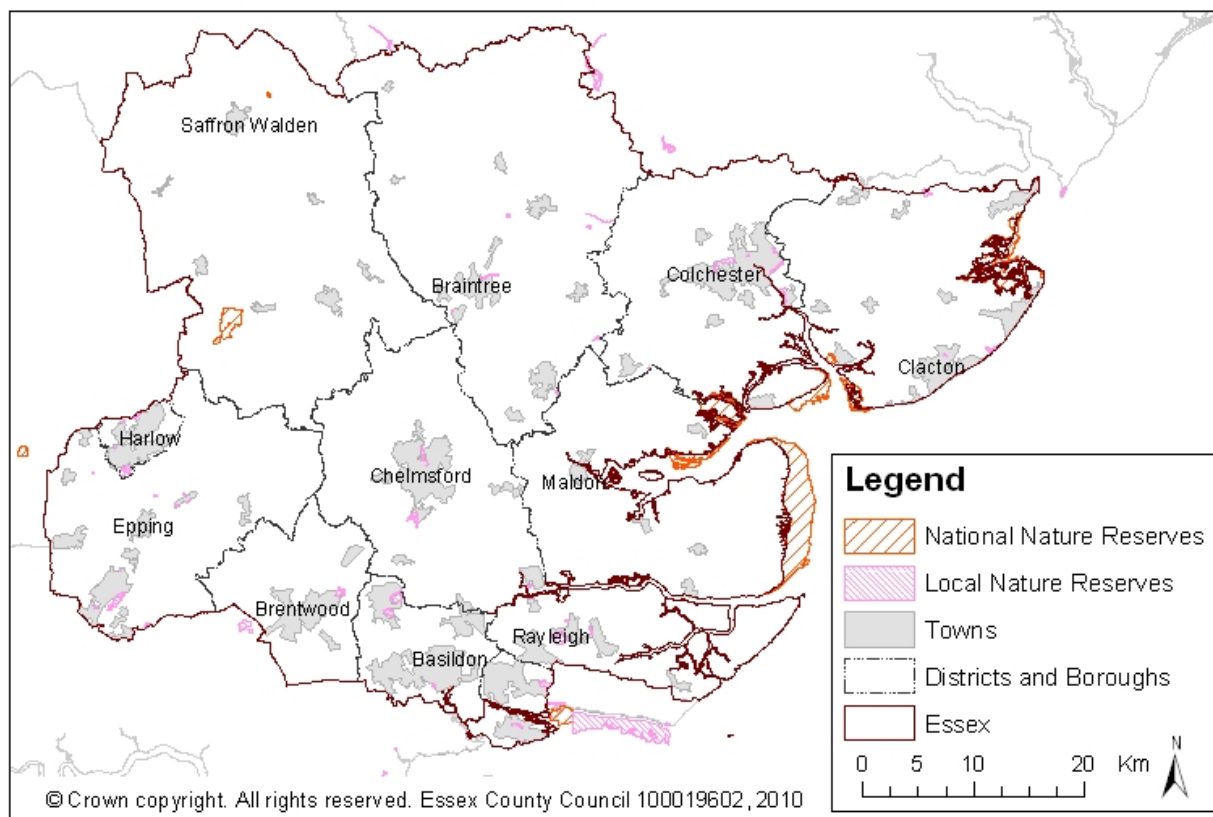 Saffron Walden
Braintree
Colchester
Clacton
Harlow
Chelmsford
Maldon
Epping
Brentwood
Rayleigh
Basildon
Legend
National Nature Reserves
Local Nature Reserves
Towns
Districts and Boroughs
Essex
0 5 10 20 Km
N
© Crown copyright. All rights reserved. Essex County Council 100019602, 2010